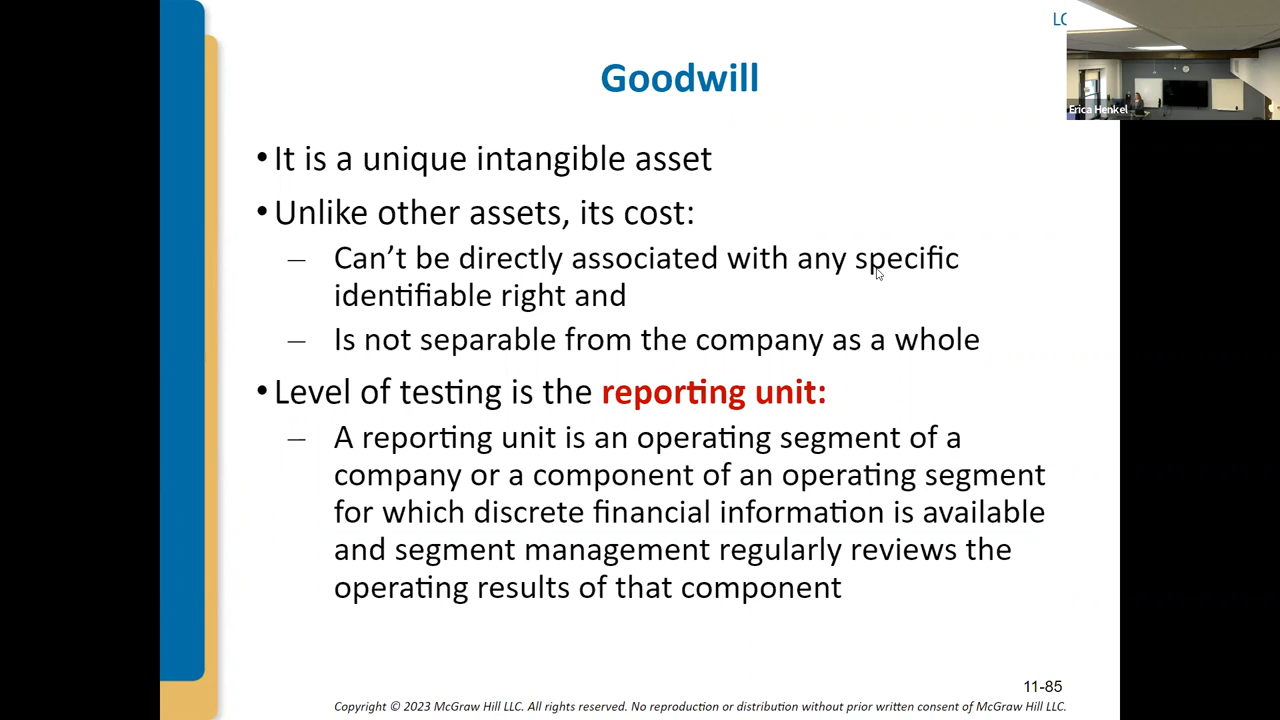 LO
Goodwill
Erica Henkel
•It is a unique intangible asset
•Unlike other assets, its cost:
– Can’t be directly associated with any specific
identifiable right and
– Is not separable from the company as a whole
•Level of testing is the reporting unit:
– A reporting unit is an operating segment of a
company or a component of an operating segment
for which discrete financial information is available
and segment management regularly reviews the
operating results of that component
11-85
Copyright © 2023 McGraw Hill LLC. All rights reserved. No reproduction or distribution without prior written consent of McGraw Hill LLC.